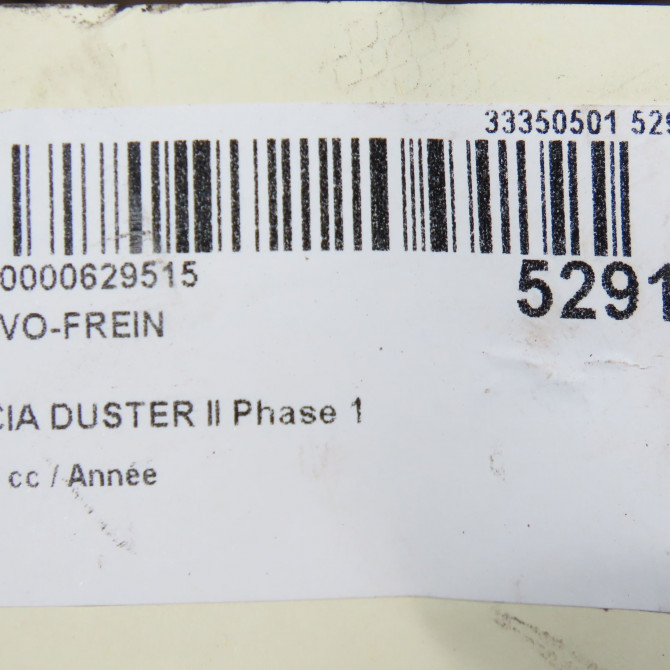 33350501 529
0000629515
5291
VO-FREIN
CIA DUSTER II Phase 1
cc / Année